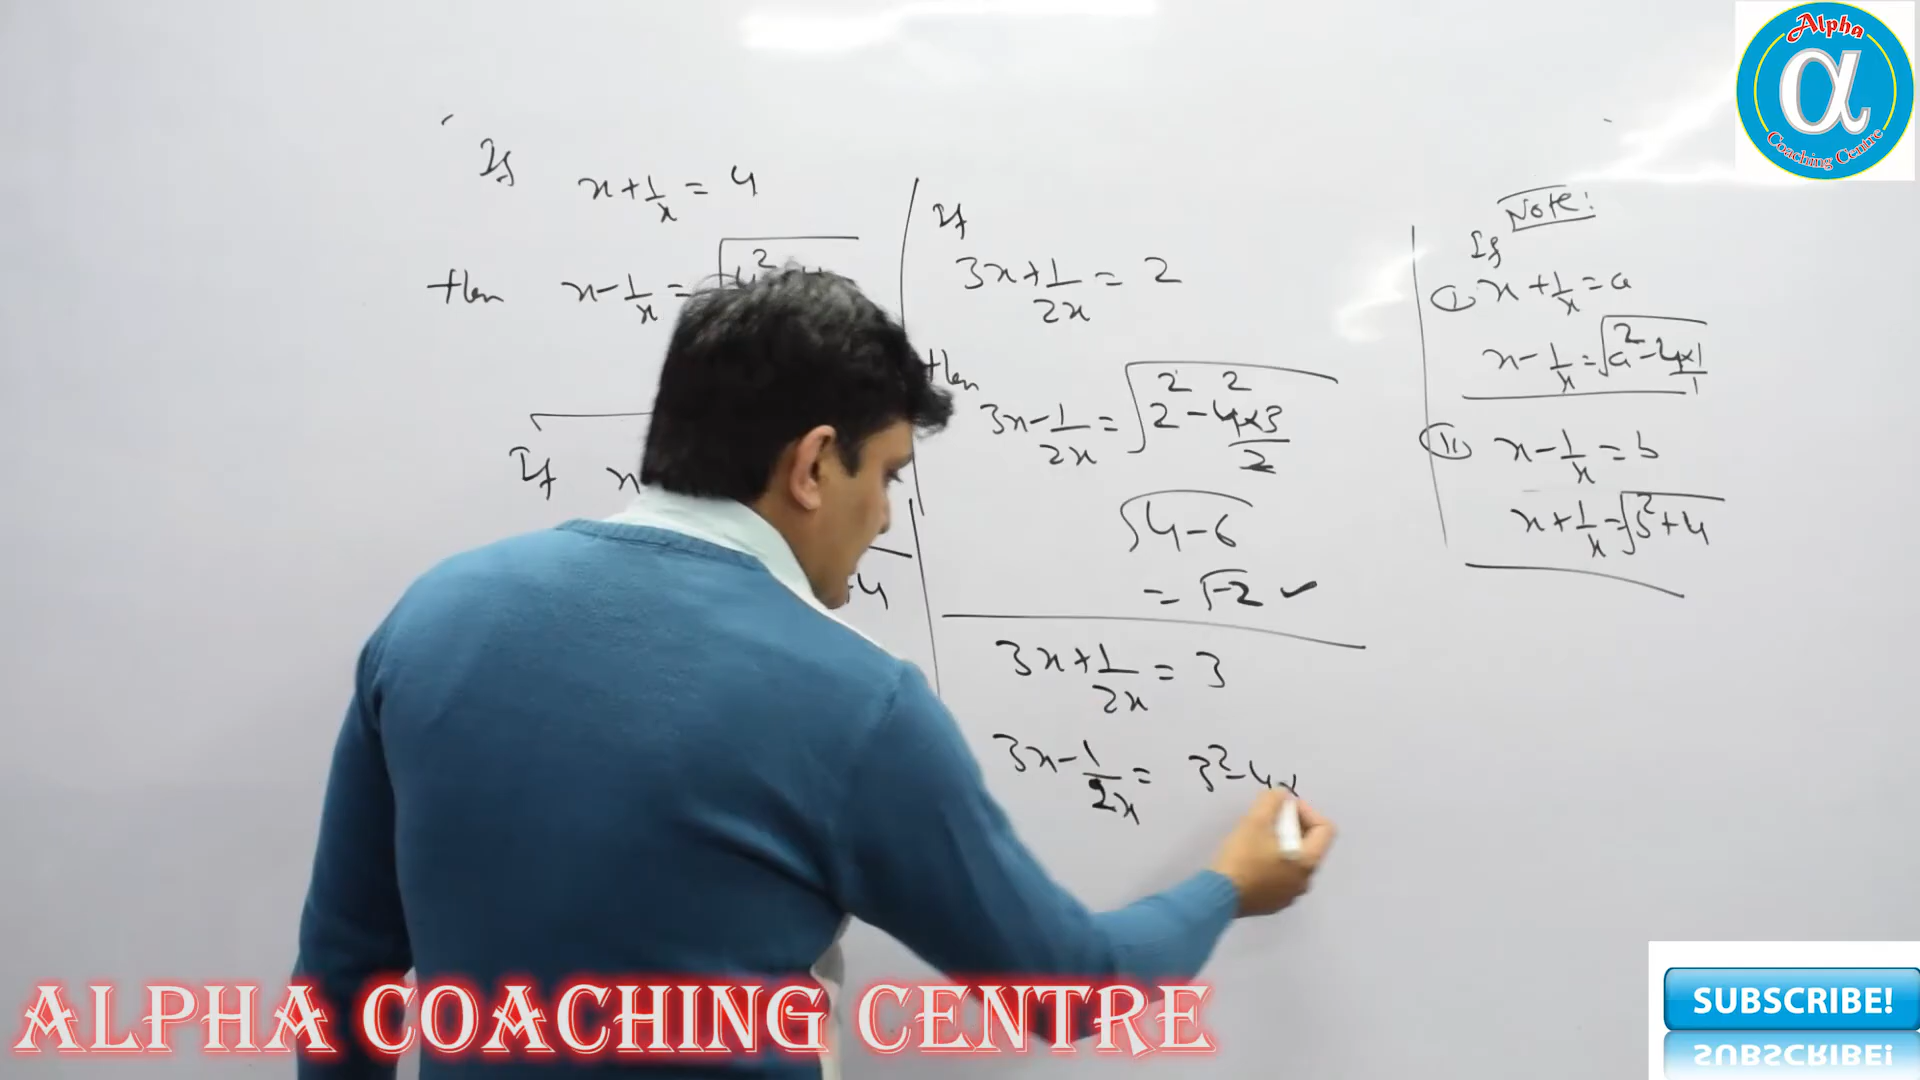 If
x + 1/x = 4
then x - 1/x =
If
4
If
3x + 1/2x = 2
then
3x - 1/2x = √2² - 4×3/2
√4-6
= √-2 ✓
3x + 1/2x = 3
3x - 1/2x = 3² - 4×
Note:
If
(i) x + 1/x = a
x - 1/x = √a² - 4×1/1
(ii) x - 1/x = b
x + 1/x = √b² + 4
Alpha
α
Coaching Centre
ALPHA COACHING CENTRE
SUBSCRIBE!